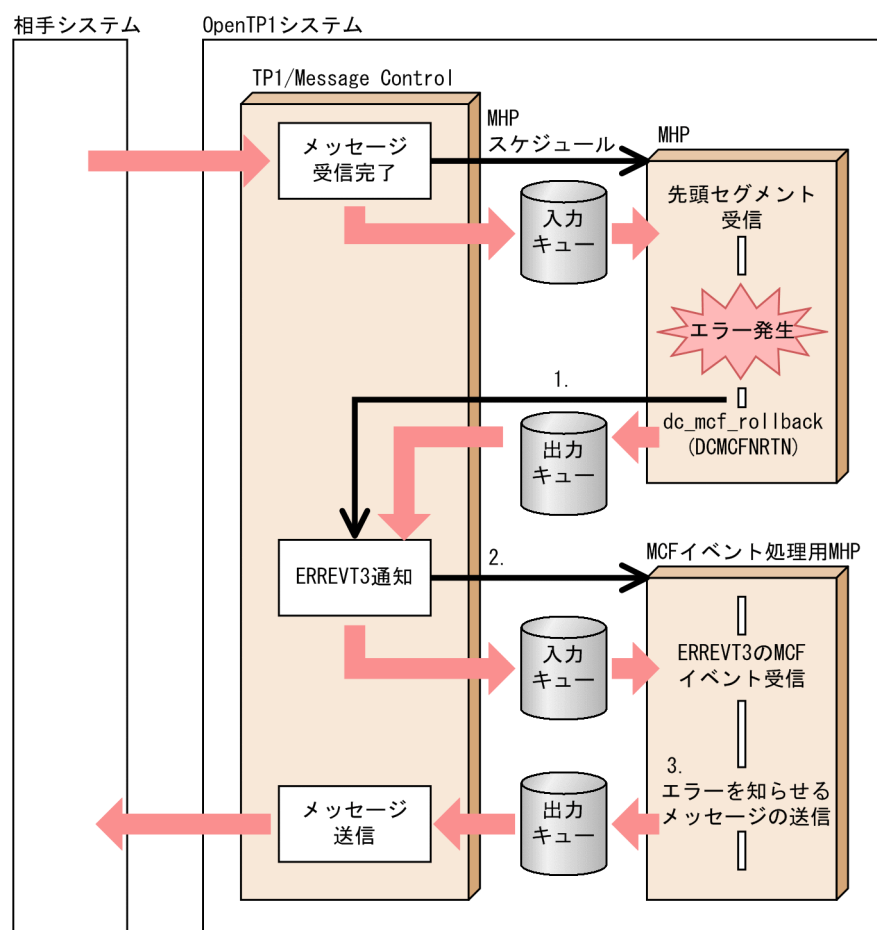 相手システム
OpenTP1システム
TP1/Message Control
MHP
スケジュール
MHP
メッセージ
受信完了
先頭セグメント
受信
入力
キュー
エラー発生
1.
dc_mcf_rollback
(DCMCFNRTN)
出力
キュー
ERREVT3通知
2.
MCFイベント処理用MHP
入力
キュー
ERREVT3のMCF
イベント受信
3.
エラーを知らせる
メッセージの送信
メッセージ
送信
出力
キュー